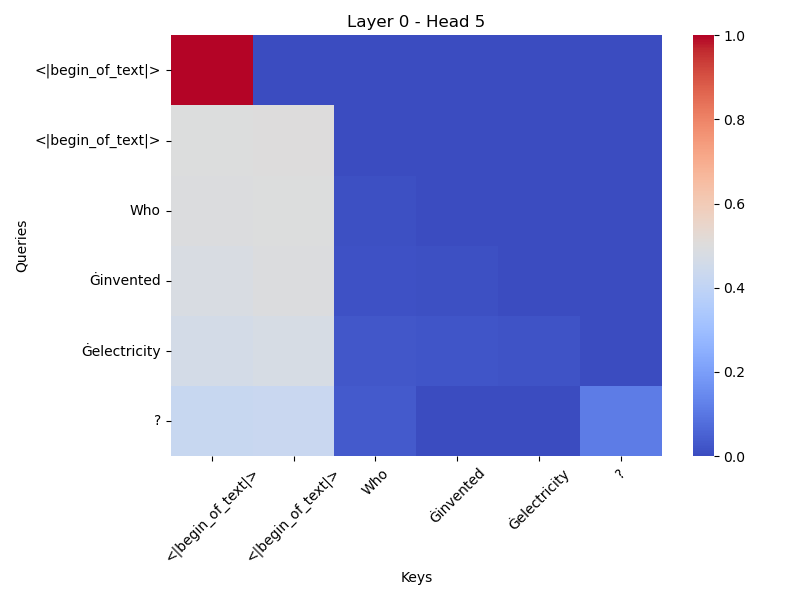 Layer 0 - Head 5
<|begin_of_text|>
<|begin_of_text|>
Who
Ġinvented
Ġelectricity
?
Queries
<|begin_of_text|>
<|begin_of_text|>
Who
Ġinvented
Ġelectricity
?
Keys
1.0
0.8
0.6
0.4
0.2
0.0